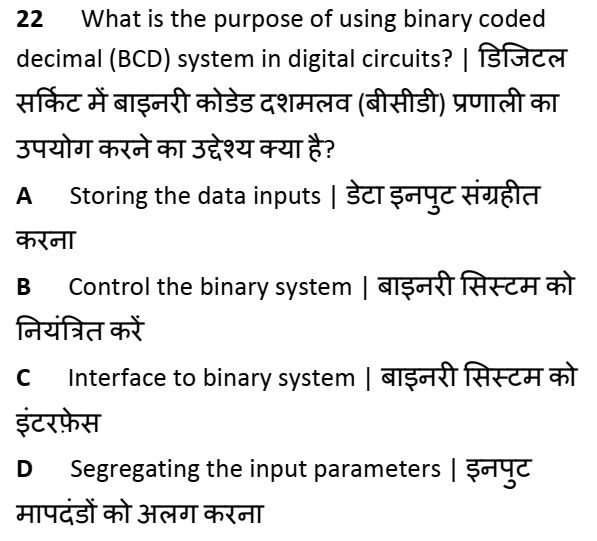 22 What is the purpose of using binary coded
decimal (BCD) system in digital circuits? | डिजिटल
सर्किट में बाइनरी कोडेड दशमलव (बीसीडी) प्रणाली का
उपयोग करने का उद्देश्य क्या है?
A Storing the data inputs | डेटा इनपुट संग्रहीत
करना
B Control the binary system | बाइनरी सिस्टम को
नियंत्रित करें
C Interface to binary system | बाइनरी सिस्टम को
इंटरफ़ेस
D Segregating the input parameters | इनपुट
मापदंडों को अलग करना